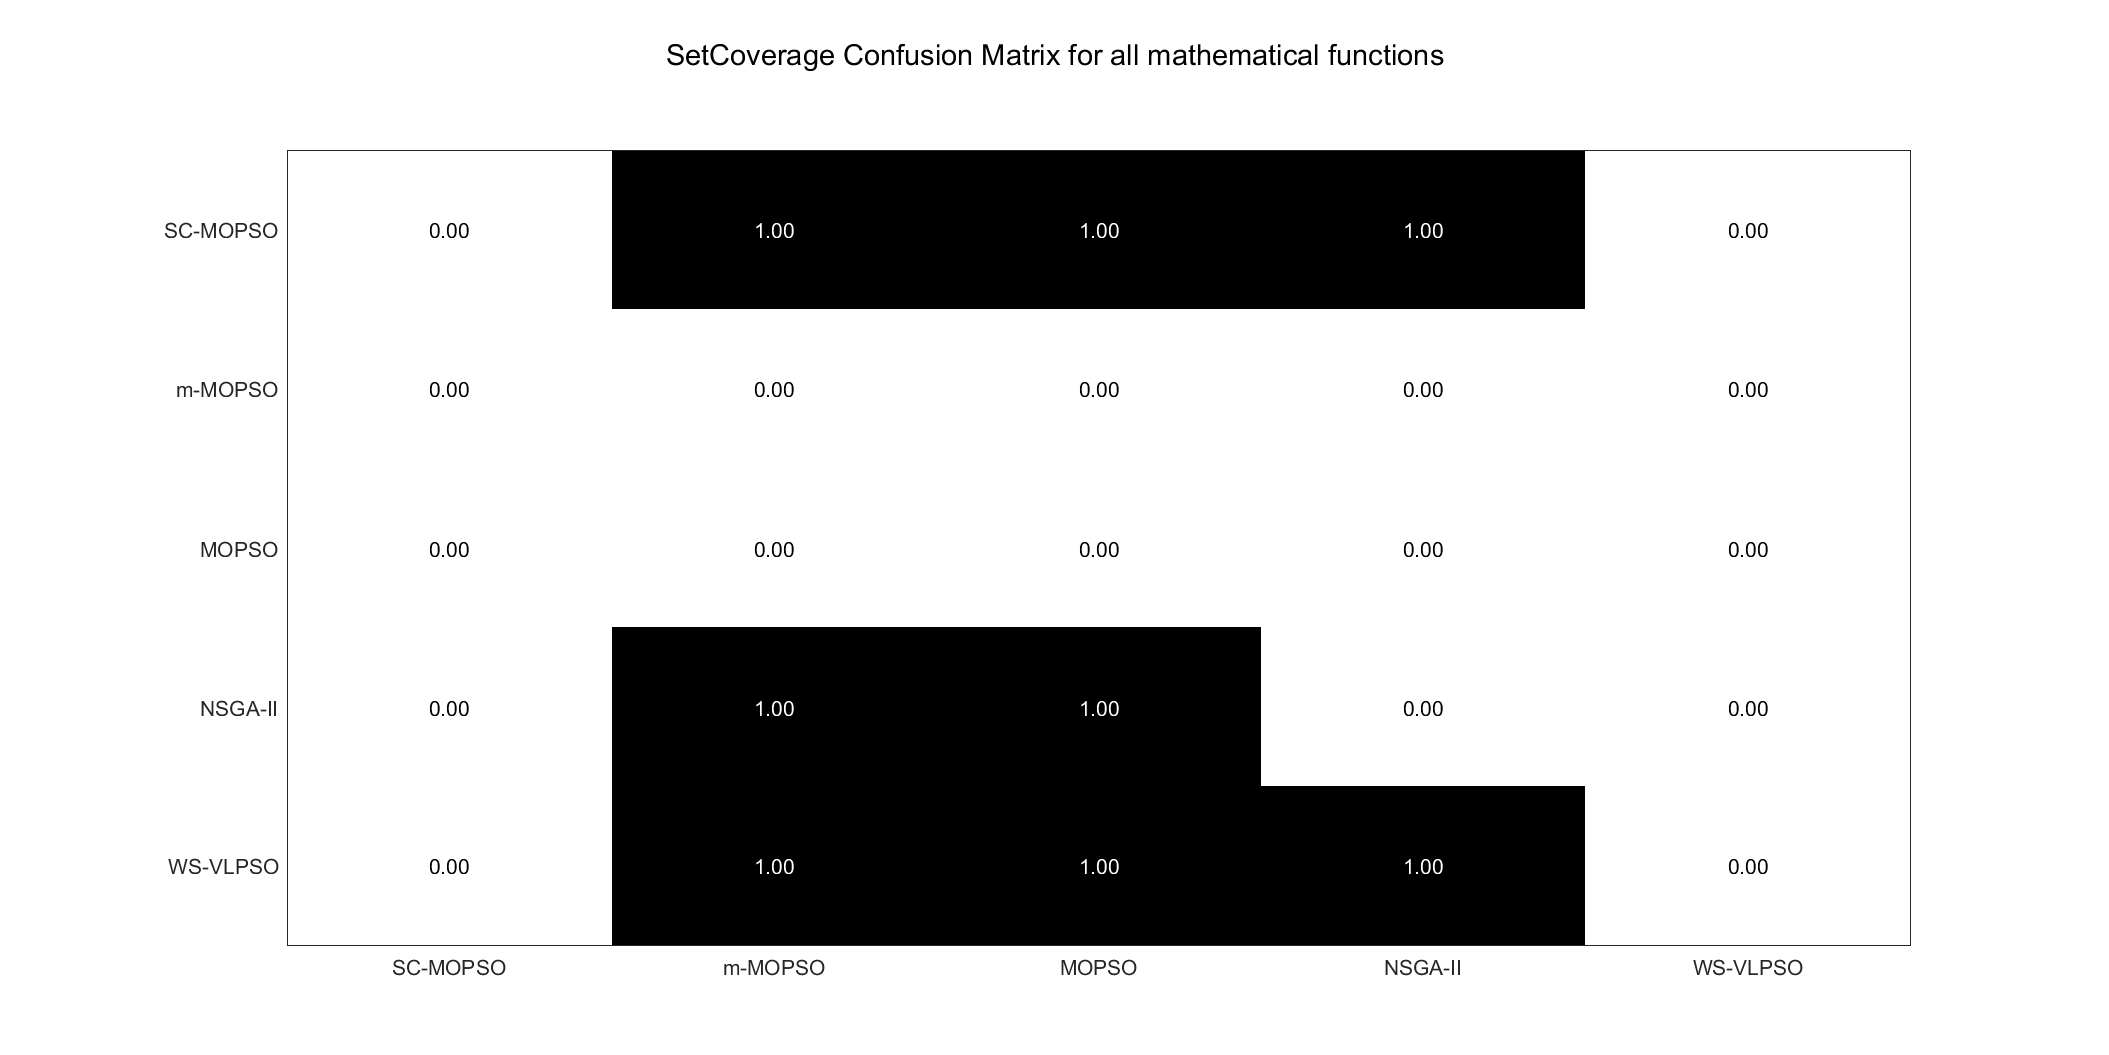 SetCoverage Confusion Matrix for all mathematical functions
SC-MOPSO 0.00 1.00 1.00 1.00 0.00
m-MOPSO 0.00 0.00 0.00 0.00 0.00
MOPSO 0.00 0.00 0.00 0.00 0.00
NSGA-II 0.00 1.00 1.00 0.00 0.00
WS-VLPSO 0.00 1.00 1.00 1.00 0.00
SC-MOPSO m-MOPSO MOPSO NSGA-II WS-VLPSO